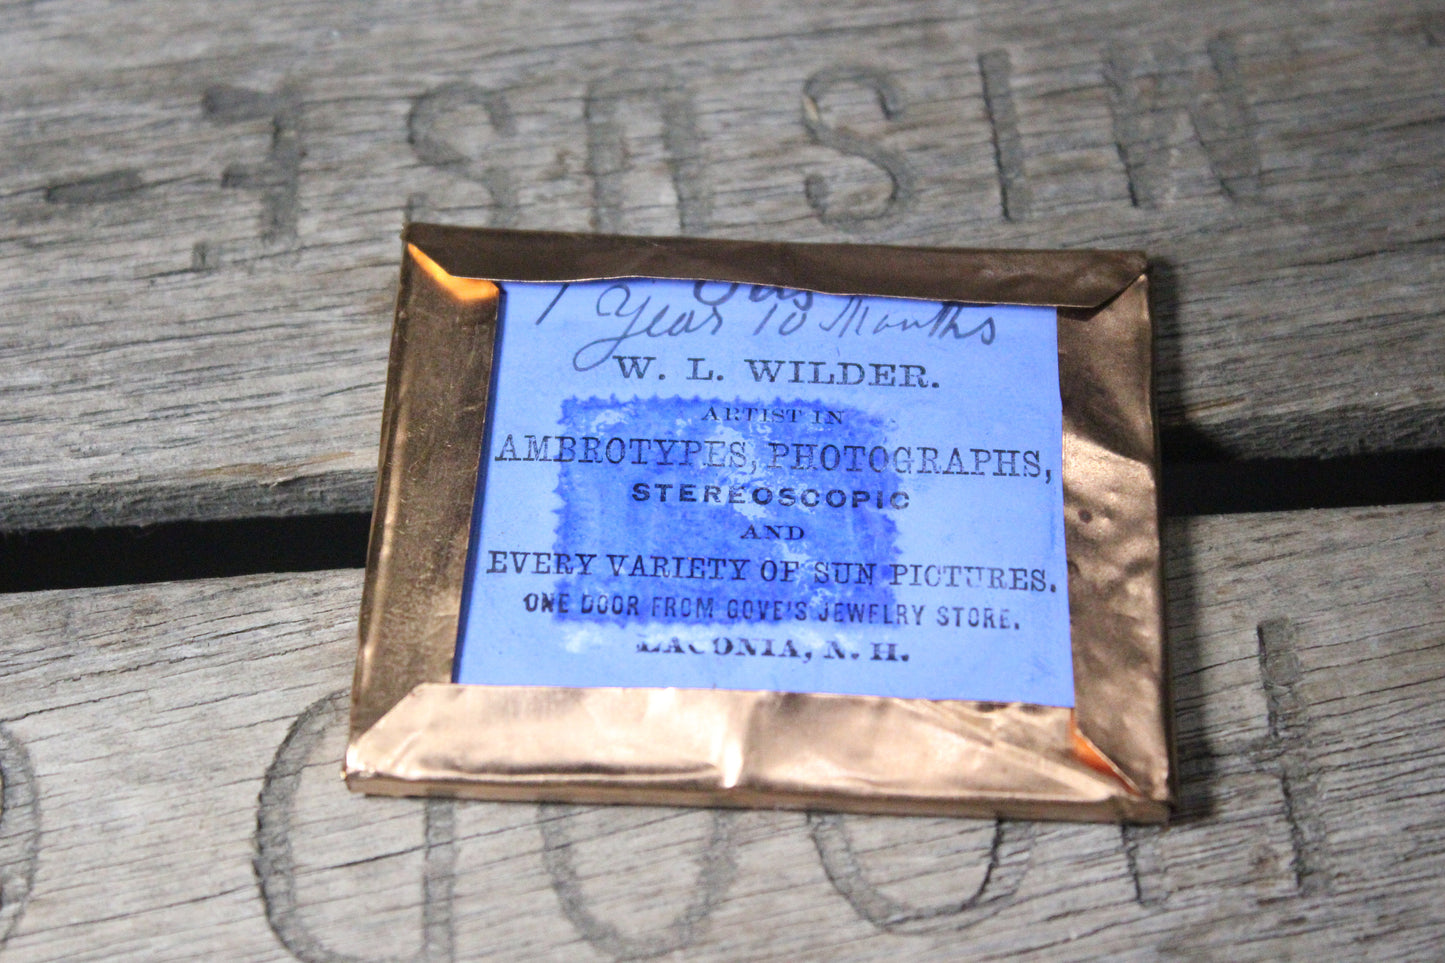 1 Year 10 Months
W. L. WILDER.
ARTIST IN
AMBROTYPES, PHOTOGRAPHS,
STEREOSCOPIC
AND
EVERY VARIETY OF SUN PICTURES.
ONE DOOR FROM GOVE'S JEWELRY STORE.
LACONIA, N. H.